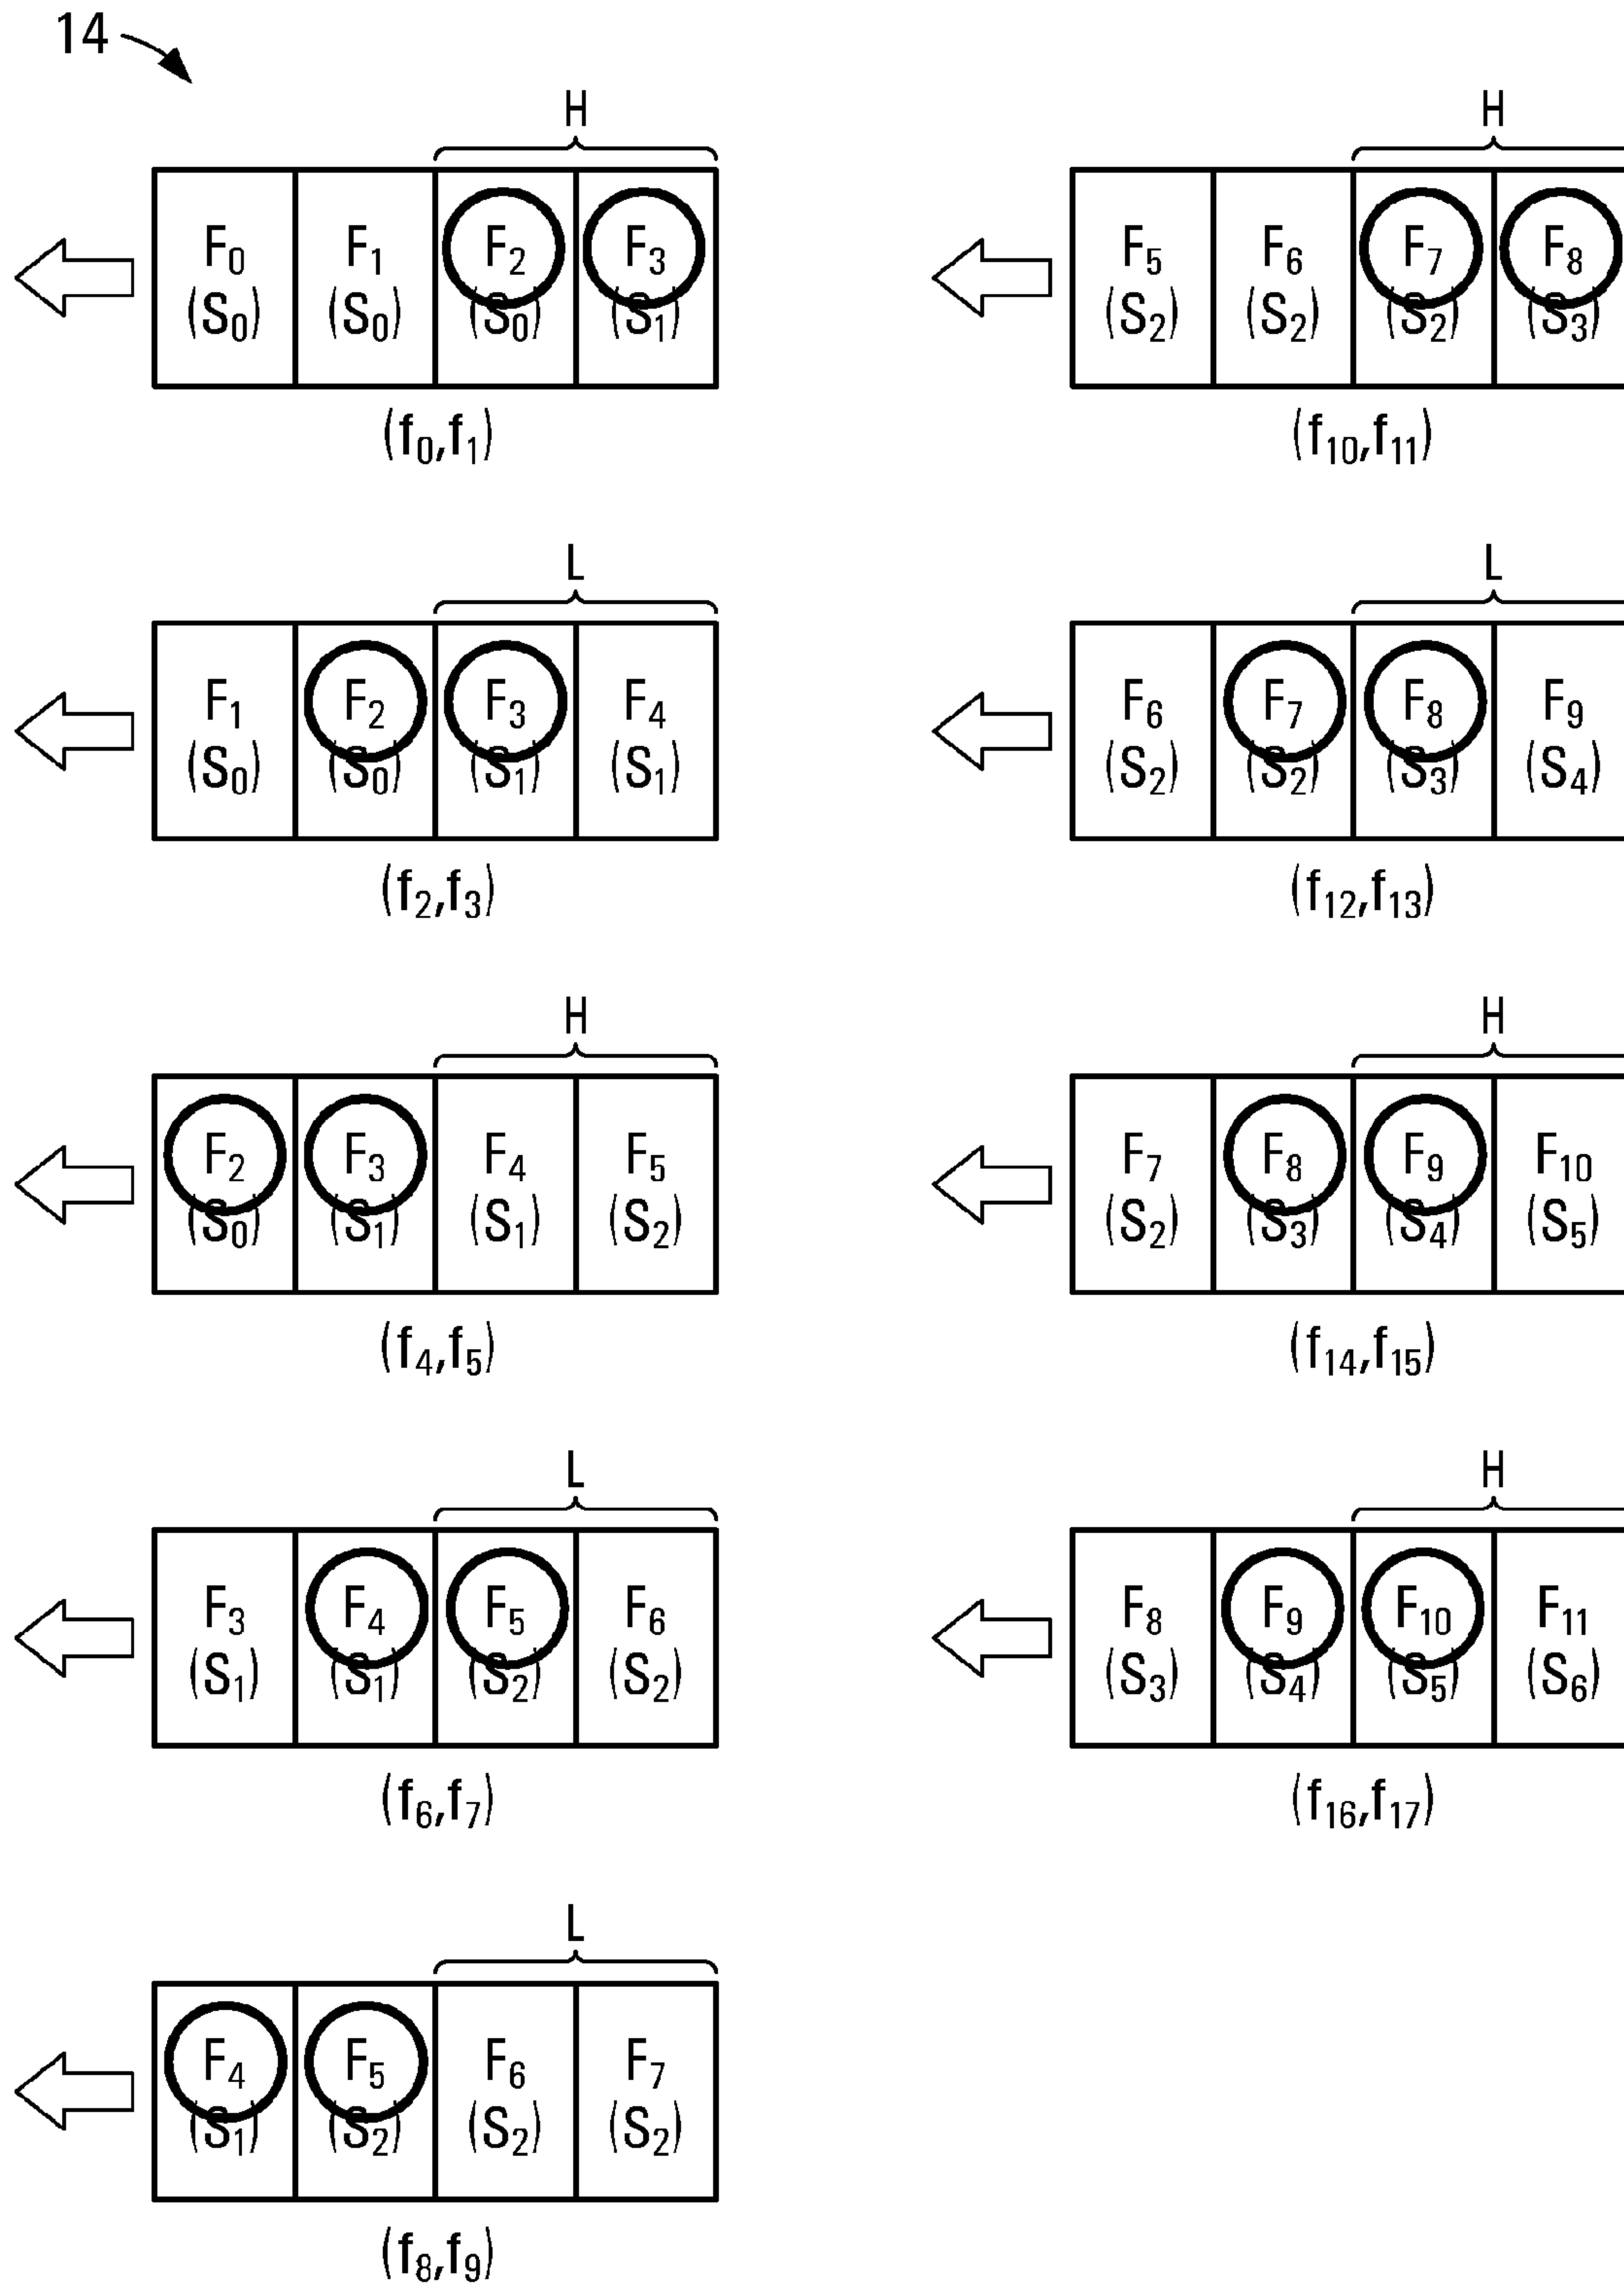 14
H
F₀ F₁ F₂ F₃
(S₀) (S₀) (S₀) (S₁)
(f₀,f₁)
L
F₁ F₂ F₃ F₄
(S₀) (S₀) (S₁) (S₁)
(f₂,f₃)
H
F₂ F₃ F₄ F₅
(S₀) (S₁) (S₁) (S₂)
(f₄,f₅)
L
F₃ F₄ F₅ F₆
(S₁) (S₁) (S₂) (S₂)
(f₆,f₇)
L
F₄ F₅ F₆ F₇
(S₁) (S₂) (S₂) (S₂)
(f₈,f₉)
H
F₅ F₆ F₇ F₈
(S₂) (S₂) (S₂) (S₃)
(f₁₀,f₁₁)
L
F₆ F₇ F₈ F₉
(S₂) (S₂) (S₃) (S₄)
(f₁₂,f₁₃)
H
F₇ F₈ F₉ F₁₀
(S₂) (S₃) (S₄) (S₅)
(f₁₄,f₁₅)
H
F₈ F₉ F₁₀ F₁₁
(S₃) (S₄) (S₅) (S₆)
(f₁₆,f₁₇)